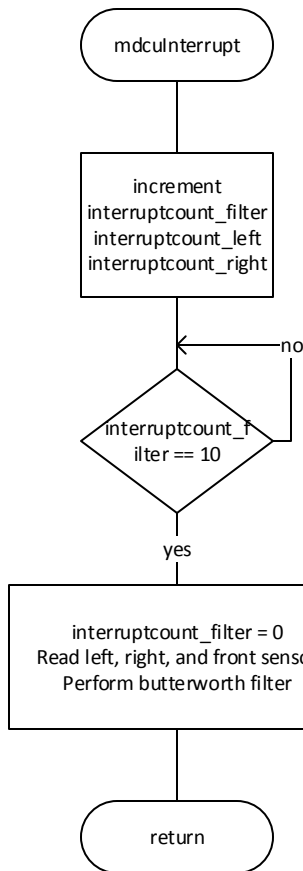 mdcuInterrupt
increment
interruptcount_filter
interruptcount_left
interruptcount_right
no
interruptcount_f
ilter == 10
yes
interruptcount_filter = 0
Read left, right, and front senso
Perform butterworth filter
return